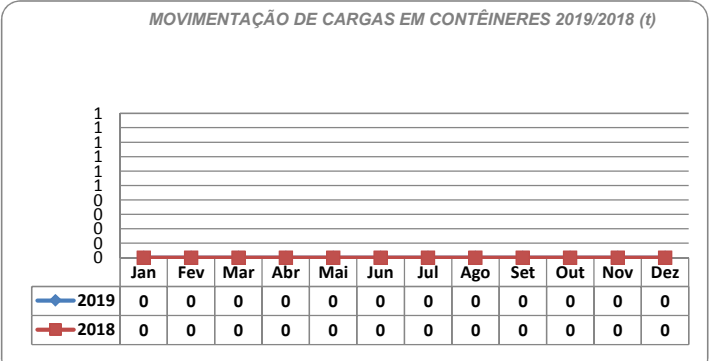 MOVIMENTAÇÃO DE CARGAS EM CONTÊINERES 2019/2018 (t)
1
1
1
1
1
1
0
0
0
0
0
Jan Fev Mar Abr Mai Jun Jul Ago Set Out Nov Dez
2019 0 0 0 0 0 0 0 0 0 0 0 0
2018 0 0 0 0 0 0 0 0 0 0 0 0